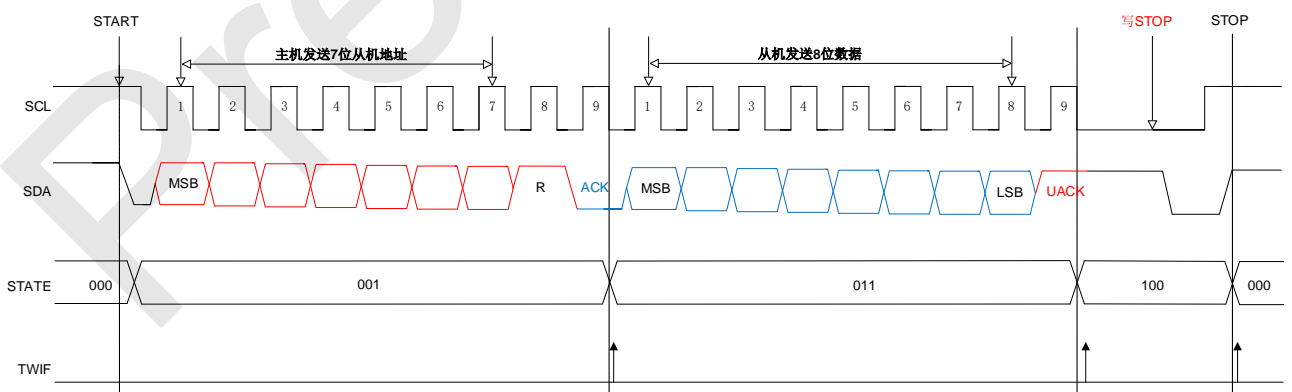 START 写STOP STOP
主机发送7位从机地址 从机发送8位数据
SCL 1 2 3 4 5 6 7 8 9 1 2 3 4 5 6 7 8 9
SDA MSB R ACK MSB LSB UACK
STATE 000 001 011 100 000
TWIF
Pre